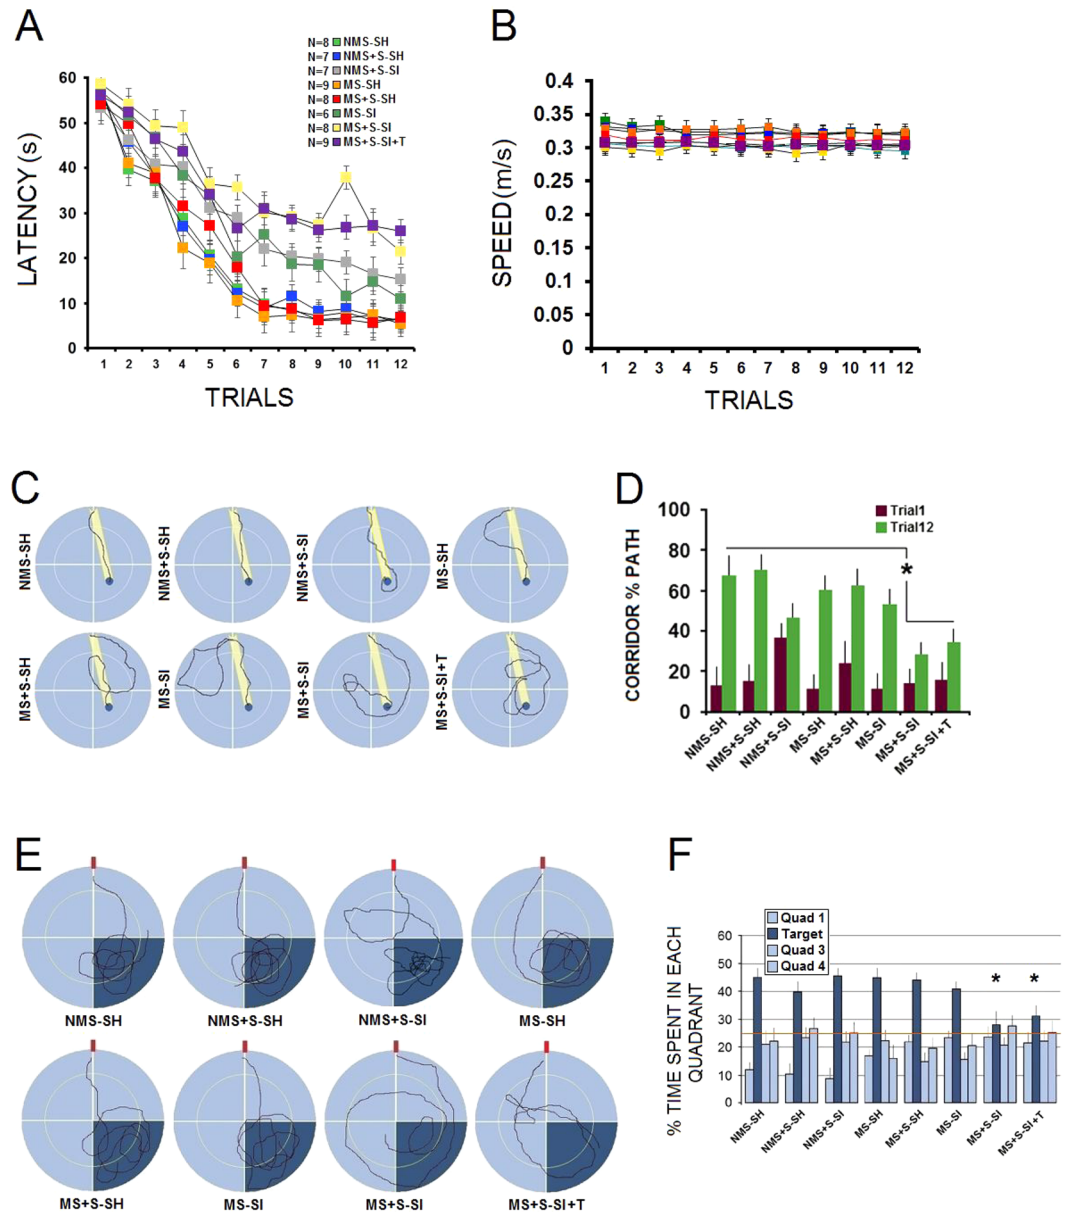 A
N=8 NMS-SH
N=7 NMS+S-SH
N=7 NMS+S-SI
N=9 MS-SH
N=8 MS+S-SH
N=6 MS-SI
N=8 MS+S-SI
N=9 MS+S-SI+T
LATENCY (s)
60
50
40
30
20
10
0
1 2 3 4 5 6 7 8 9 10 11 12
TRIALS
B
SPEED (m/s)
0.4
0.35
0.3
0.25
0.2
0.15
0.1
0.05
0
1 2 3 4 5 6 7 8 9 10 11 12
TRIALS
C
NMS-SH
NMS+S-SH
NMS+S-SI
MS-SH
MS+S-SH
MS-SI
MS+S-SI
MS+S-SI+T
D
Trial1
Trial12
CORRIDOR % PATH
100
80
60
40
20
0
*
NMS-SH
NMS+S-SH
NMS+S-SI
MS-SH
MS+S-SH
MS-SI
MS+S-SI
MS+S-SI+T
E
NMS-SH
NMS+S-SH
NMS+S-SI
MS-SH
MS+S-SH
MS-SI
MS+S-SI
MS+S-SI+T
F
Quad 1
Target
Quad 3
Quad 4
% TIME SPENT IN EACH
QUADRANT
60
50
40
30
20
10
0
* *
NMS-SH
NMS+S-SH
NMS+S-SI
MS-SH
MS+S-SH
MS-SI
MS+S-SI
MS+S-SI+T